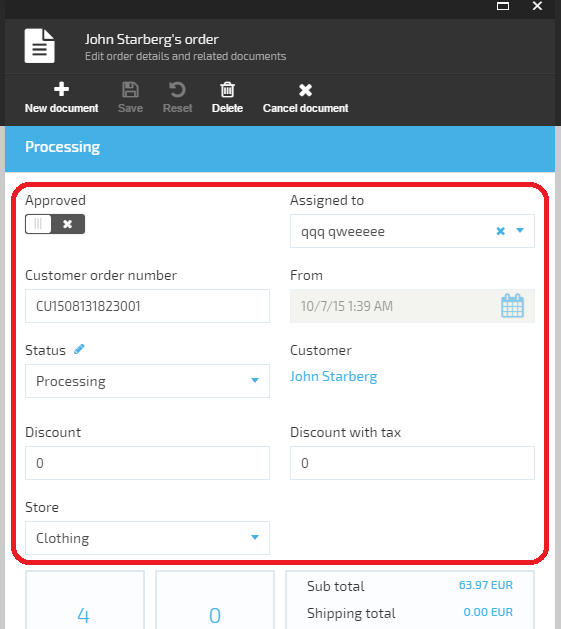 John Starberg's order
Edit order details and related documents
New document Save Reset Delete Cancel document
Processing
Approved Assigned to
qqq qweeeee
Customer order number From
CU1508131823001 10/7/15 1:39 AM
Status Customer
Processing John Starberg
Discount Discount with tax
0 0
Store
Clothing
Sub total 63.97 EUR
4 0 Shipping total 0.00 EUR